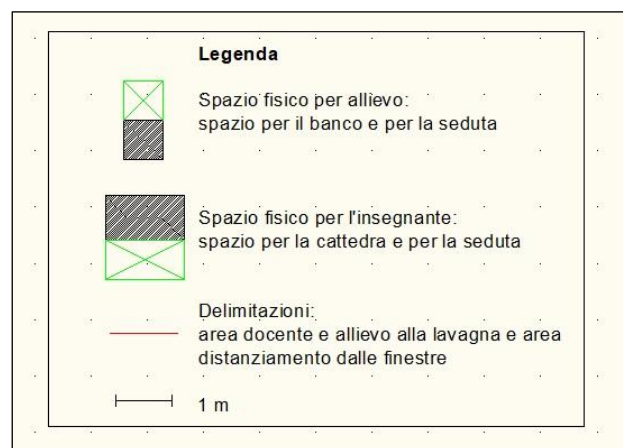 Legenda
Spazio fisico per allievo:
spazio per il banco e per la seduta
Spazio fisico per l'insegnante:
spazio per la cattedra e per la seduta
Delimitazioni:
area docente e allievo alla lavagna e area
distanziamento dalle finestre
1 m